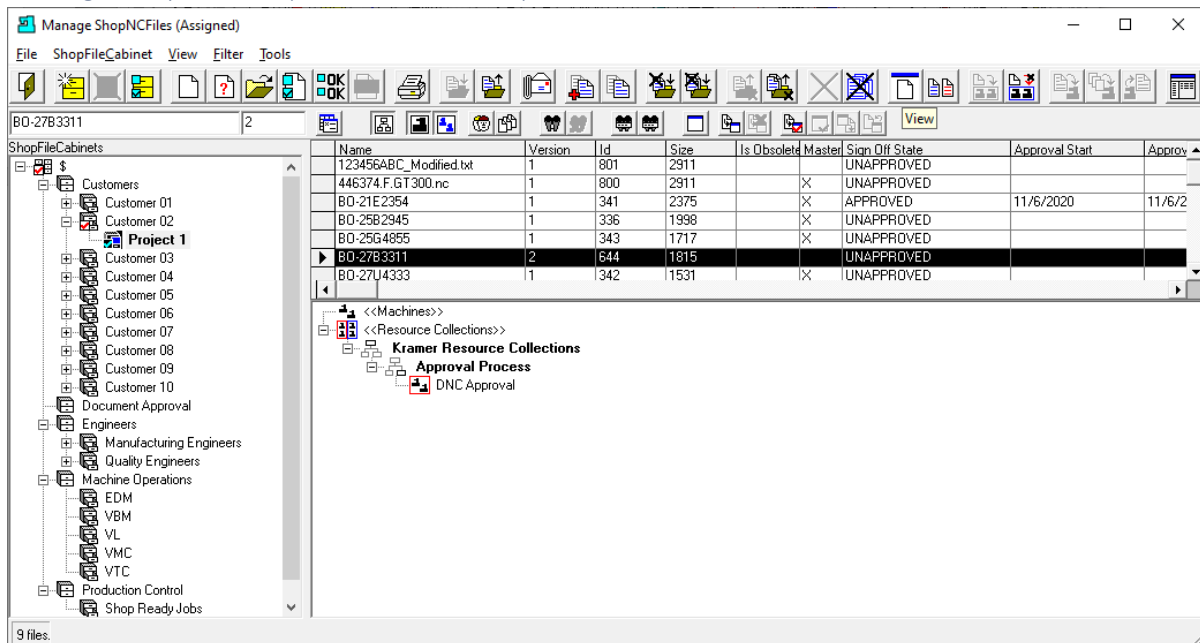 Manage ShopNCFiles (Assigned)
File ShopFileCabinet View Filter Tools
OK
OK
BO-27B3311 2
View
ShopFileCabinets
$
Customers
Customer 01
Customer 02
Project 1
Customer 03
Customer 04
Customer 05
Customer 06
Customer 07
Customer 08
Customer 09
Customer 10
Document Approval
Engineers
Manufacturing Engineers
Quality Engineers
Machine Operations
EDM
VBM
VL
VMC
VTC
Production Control
Shop Ready Jobs
Name Version Id Size Is Obsolete Master Sign Off State Approval Start Approv
123456ABC_Modified.txt 1 801 2911 UNAPPROVED
446374.F.GT300.nc 1 800 2911 X UNAPPROVED
BO-21E2354 1 341 2375 X APPROVED 11/6/2020 11/6/2
BO-25B2945 1 336 1998 X UNAPPROVED
BO-25G4855 1 343 1717 X UNAPPROVED
BO-27B3311 2 644 1815 UNAPPROVED
BO-27U4333 1 342 1531 X UNAPPROVED
<<Machines>>
<<Resource Collections>>
Kramer Resource Collections
Approval Process
DNC Approval
9 files.